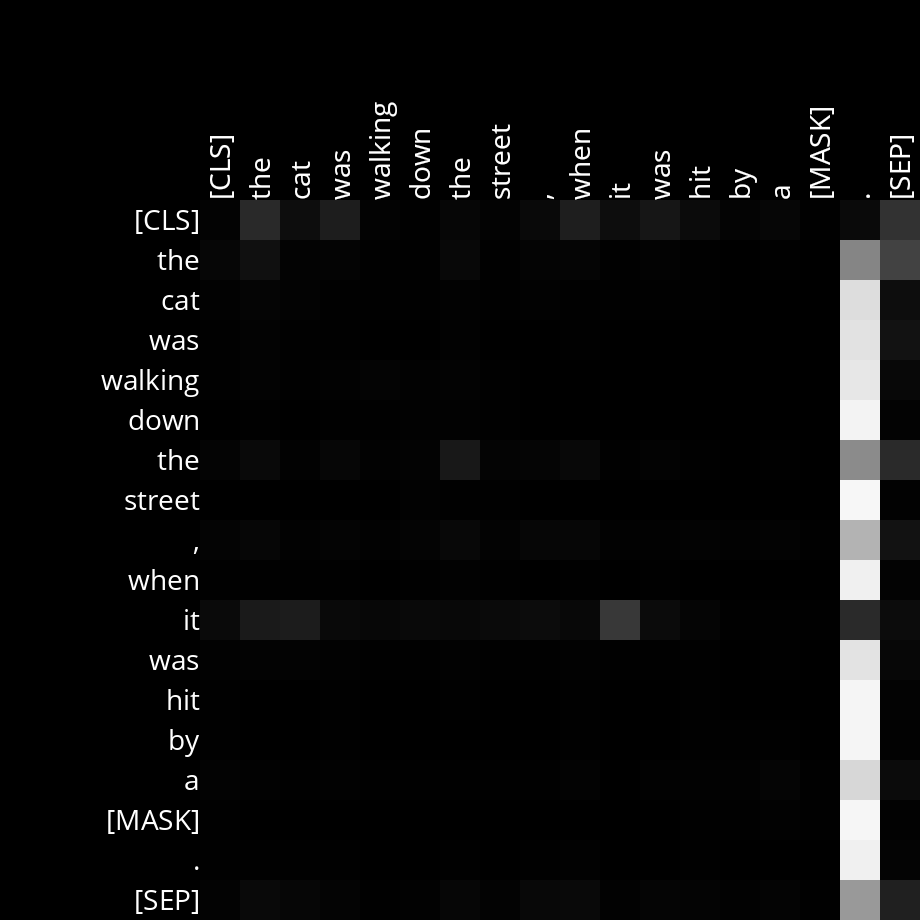 [CLS] the cat was walking down the street , when it was hit by a [MASK] . [SEP]
[CLS]
the
cat
was
walking
down
the
street
,
when
it
was
hit
by
a
[MASK]
.
[SEP]